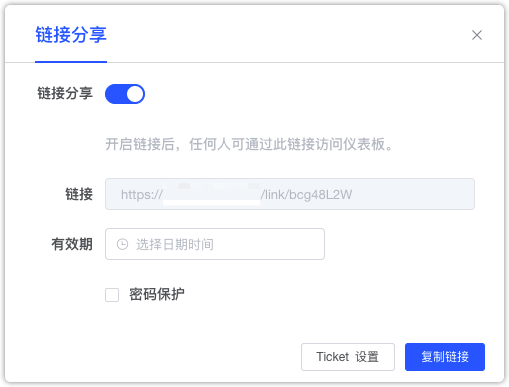 链接分享
链接分享
开启链接后，任何人可通过此链接访问仪表板。
链接 https:// /link/bcg48L2W
有效期 选择日期时间
密码保护
Ticket 设置 复制链接